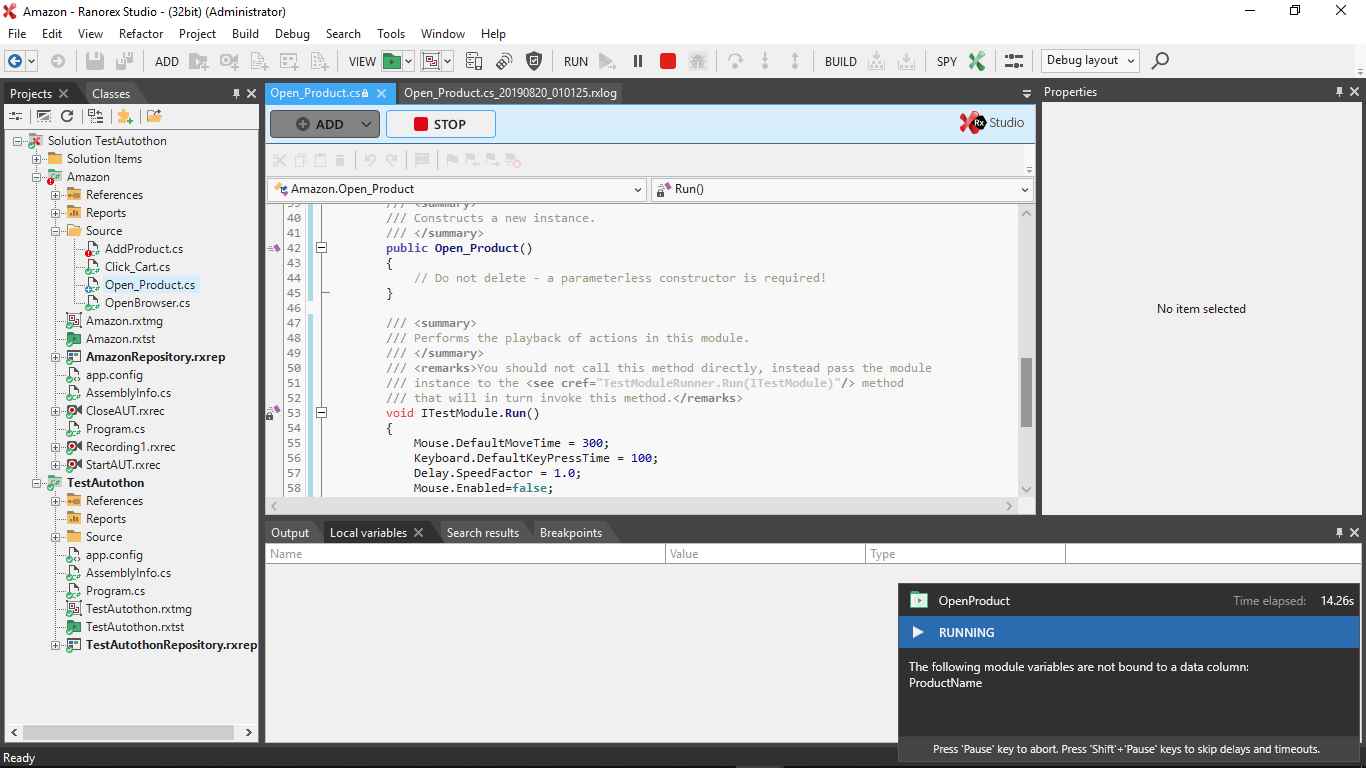 Amazon - Ranorex Studio - (32bit) (Administrator)
File Edit View Refactor Project Build Debug Search Tools Window Help
ADD VIEW RUN BUILD SPY Debug layout
Projects Classes
Open_Product.cs Open_Product.cs_20190820_010125.rxlog
Properties
ADD STOP Rx Studio
Amazon.Open_Product Run()
Solution TestAutothon
Solution Items
Amazon
References
Reports
Source
AddProduct.cs
Click_Cart.cs
Open_Product.cs
OpenBrowser.cs
Amazon.rxtmg
Amazon.rxtst
AmazonRepository.rxrep
app.config
AssemblyInfo.cs
CloseAUT.rxrec
Program.cs
Recording1.rxrec
StartAUT.rxrec
TestAutothon
References
Reports
Source
app.config
AssemblyInfo.cs
Program.cs
TestAutothon.rxtmg
TestAutothon.rxtst
TestAutothonRepository.rxrep
39 /// <summary>
40 /// Constructs a new instance.
41 /// </summary>
42 public Open_Product()
43 {
44 // Do not delete - a parameterless constructor is required!
45 }
46
47 /// <summary>
48 /// Performs the playback of actions in this module.
49 /// </summary>
50 /// <remarks>You should not call this method directly, instead pass the module
51 /// instance to the <see cref="TestModuleRunner.Run(ITestModule)"/> method
52 /// that will in turn invoke this method.</remarks>
53 void ITestModule.Run()
54 {
55 Mouse.DefaultMoveTime = 300;
56 Keyboard.DefaultKeyPressTime = 100;
57 Delay.SpeedFactor = 1.0;
58 Mouse.Enabled=false;
No item selected
Output Local variables Search results Breakpoints
Name Value Type
OpenProduct Time elapsed: 14.26s
RUNNING
The following module variables are not bound to a data column:
ProductName
Press 'Pause' key to abort. Press 'Shift'+'Pause' keys to skip delays and timeouts.
Ready